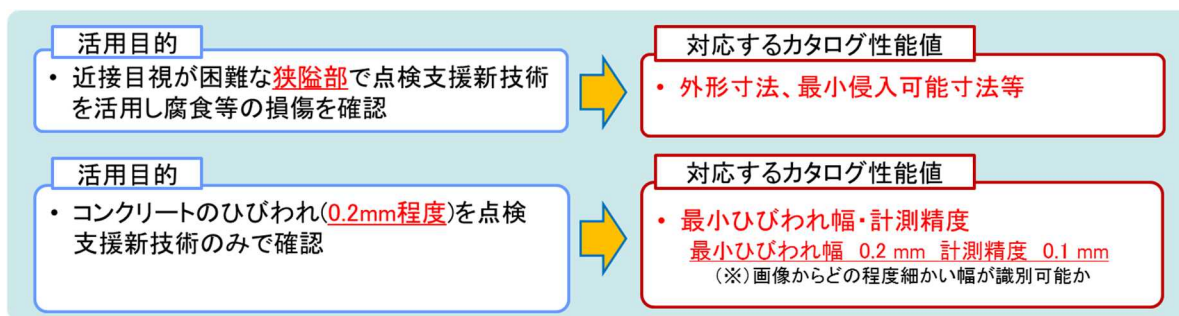 活用目的
• 近接目視が困難な狭隘部で点検支援新技術
を活用し腐食等の損傷を確認
対応するカタログ性能値
• 外形寸法、最小侵入可能寸法等
活用目的
• コンクリートのひびわれ(0.2mm程度)を点検
支援新技術のみで確認
対応するカタログ性能値
• 最小ひびわれ幅・計測精度
最小ひびわれ幅 0.2 mm 計測精度 0.1 mm
(※)画像からどの程度細かい幅が識別可能か